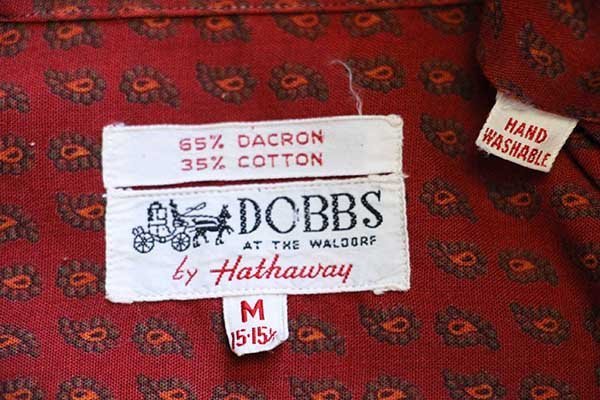 65% DACRON
35% COTTON
DOBBS
AT THE WALDORF
by Hathaway
M
15-15½
HAND
WASHABLE